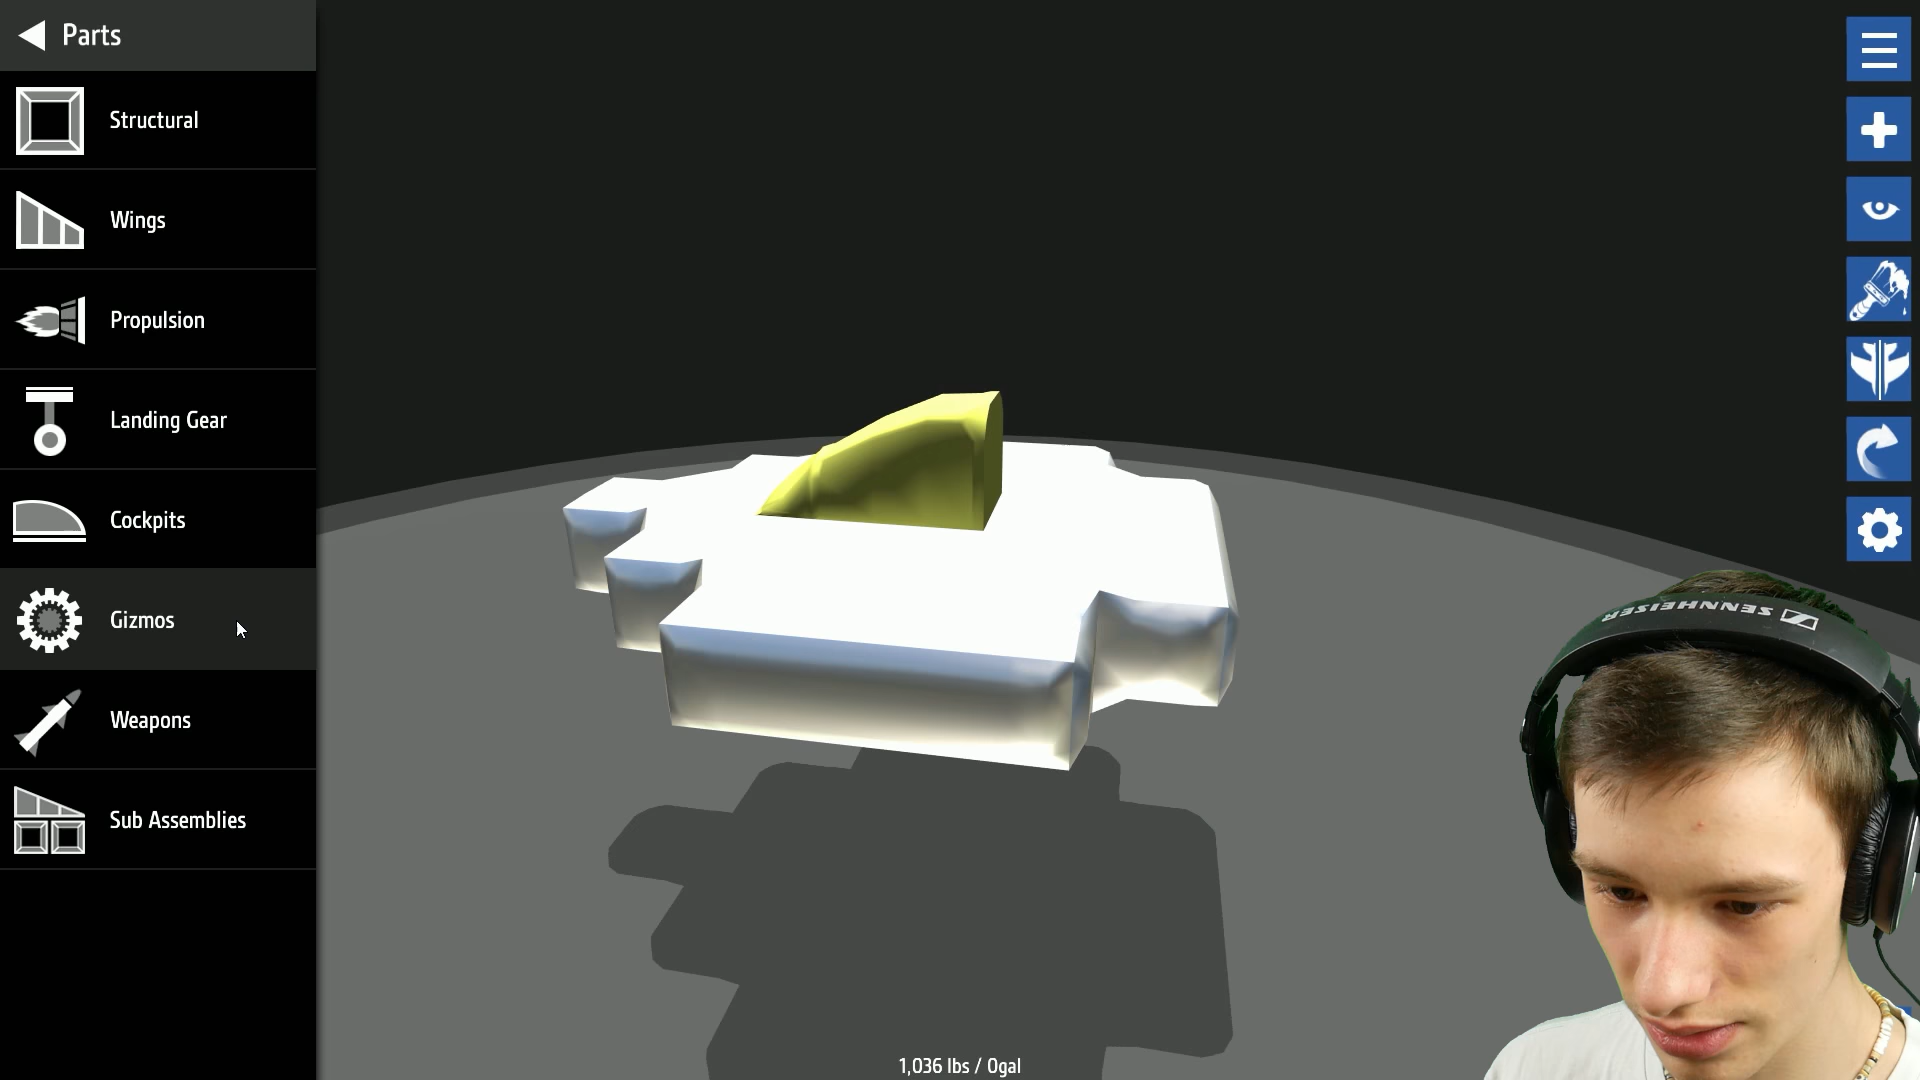 Parts
Structural
Wings
Propulsion
Landing Gear
Cockpits
Gizmos
Weapons
Sub Assemblies
SENNHEISER
1,036 lbs / 0gal